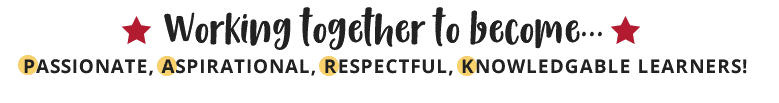 Working together to become...
PASSIONATE, ASPIRATIONAL, RESPECTFUL, KNOWLEDGABLE LEARNERS!